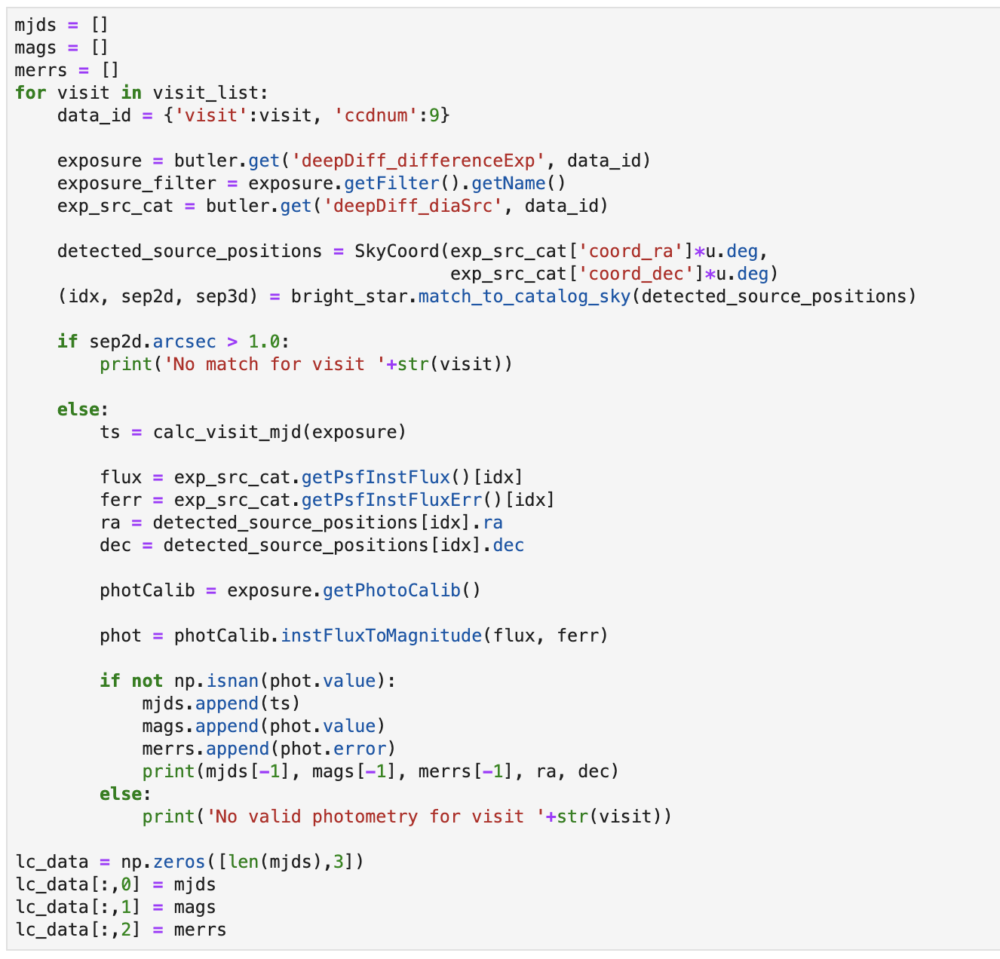 mjds = []
mags = []
merrs = []
for visit in visit_list:
    data_id = {'visit':visit, 'ccdnum':9}

    exposure = butler.get('deepDiff_differenceExp', data_id)
    exposure_filter = exposure.getFilter().getName()
    exp_src_cat = butler.get('deepDiff_diaSrc', data_id)

    detected_source_positions = SkyCoord(exp_src_cat['coord_ra']*u.deg,
                                         exp_src_cat['coord_dec']*u.deg)
    (idx, sep2d, sep3d) = bright_star.match_to_catalog_sky(detected_source_positions)

    if sep2d.arcsec > 1.0:
        print('No match for visit '+str(visit))

    else:
        ts = calc_visit_mjd(exposure)

        flux = exp_src_cat.getPsfInstFlux()[idx]
        ferr = exp_src_cat.getPsfInstFluxErr()[idx]
        ra = detected_source_positions[idx].ra
        dec = detected_source_positions[idx].dec

        photCalib = exposure.getPhotoCalib()

        phot = photCalib.instFluxToMagnitude(flux, ferr)

        if not np.isnan(phot.value):
            mjds.append(ts)
            mags.append(phot.value)
            merrs.append(phot.error)
            print(mjds[-1], mags[-1], merrs[-1], ra, dec)
        else:
            print('No valid photometry for visit '+str(visit))

lc_data = np.zeros([len(mjds),3])
lc_data[:,0] = mjds
lc_data[:,1] = mags
lc_data[:,2] = merrs